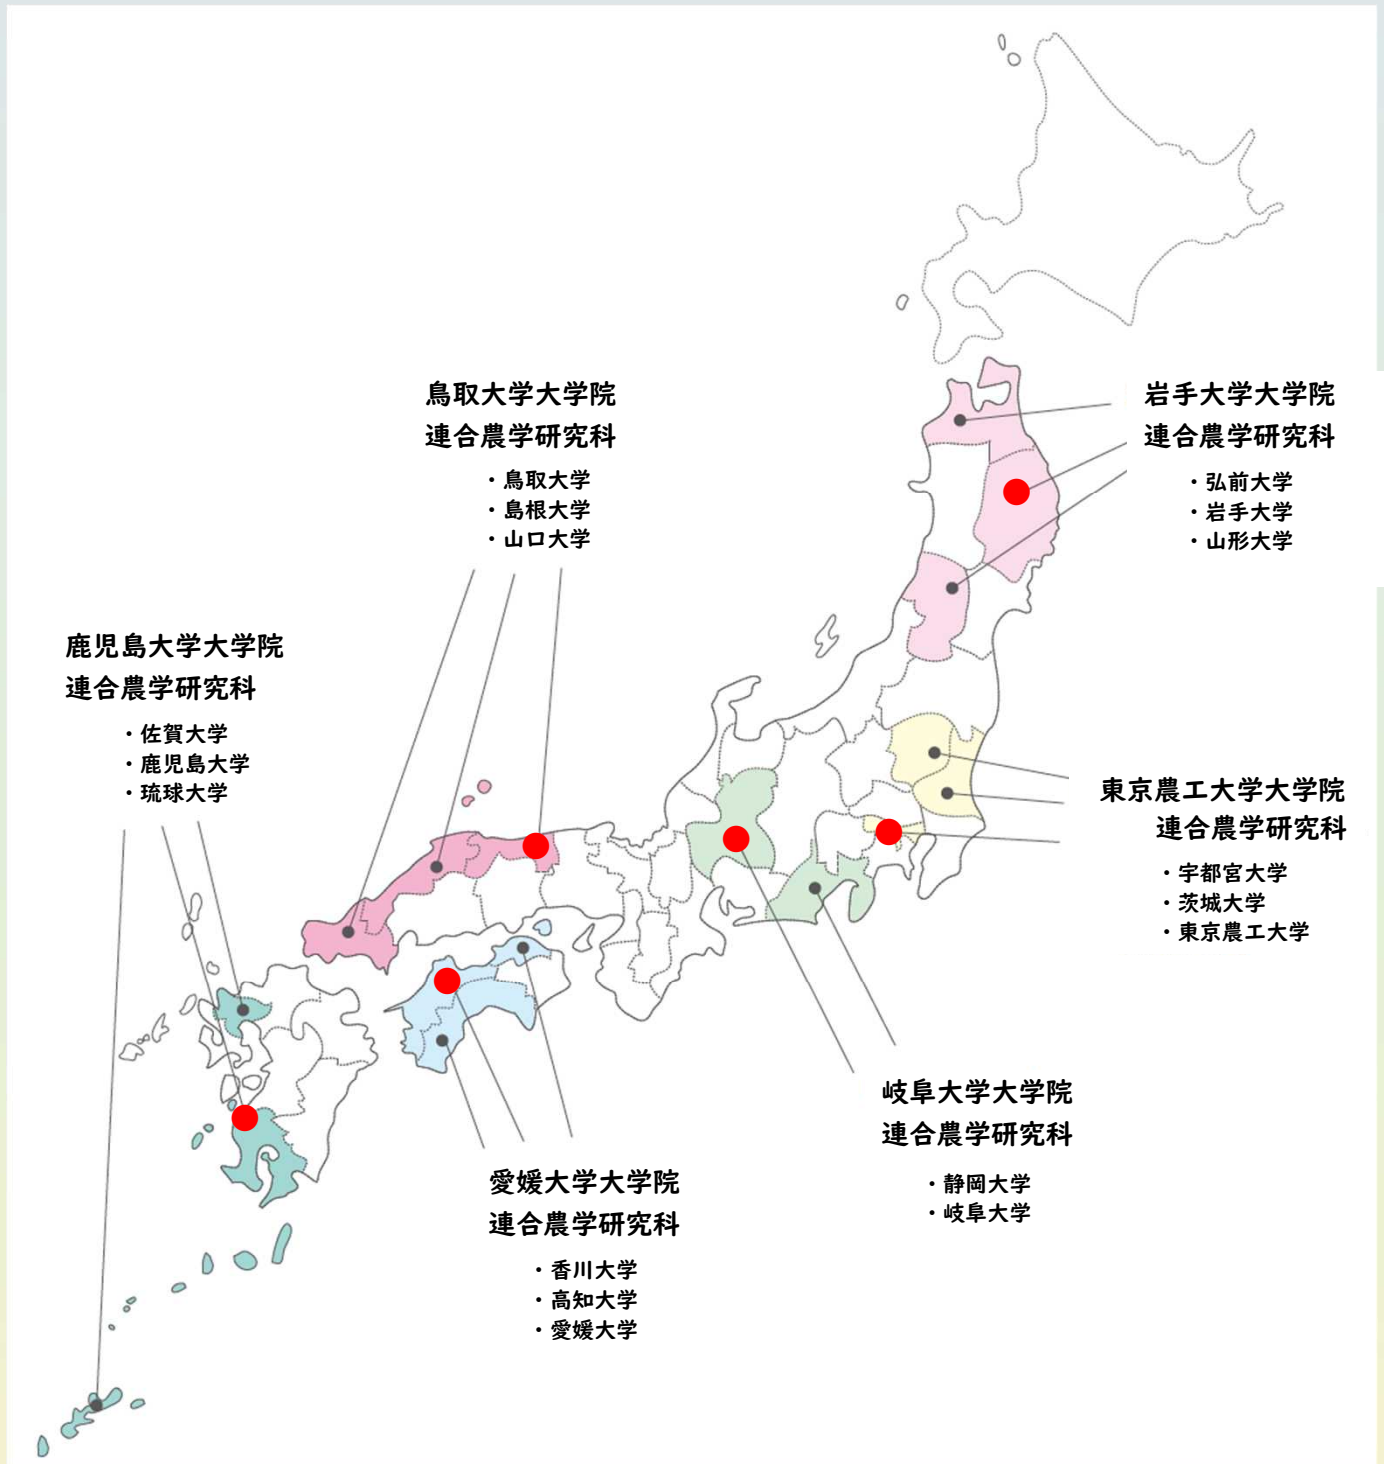 鳥取大学大学院
連合農学研究科
・鳥取大学
・島根大学
・山口大学
岩手大学大学院
連合農学研究科
・弘前大学
・岩手大学
・山形大学
鹿児島大学大学院
連合農学研究科
・佐賀大学
・鹿児島大学
・琉球大学
東京農工大学大学院
連合農学研究科
・宇都宮大学
・茨城大学
・東京農工大学
岐阜大学大学院
連合農学研究科
・静岡大学
・岐阜大学
愛媛大学大学院
連合農学研究科
・香川大学
・高知大学
・愛媛大学